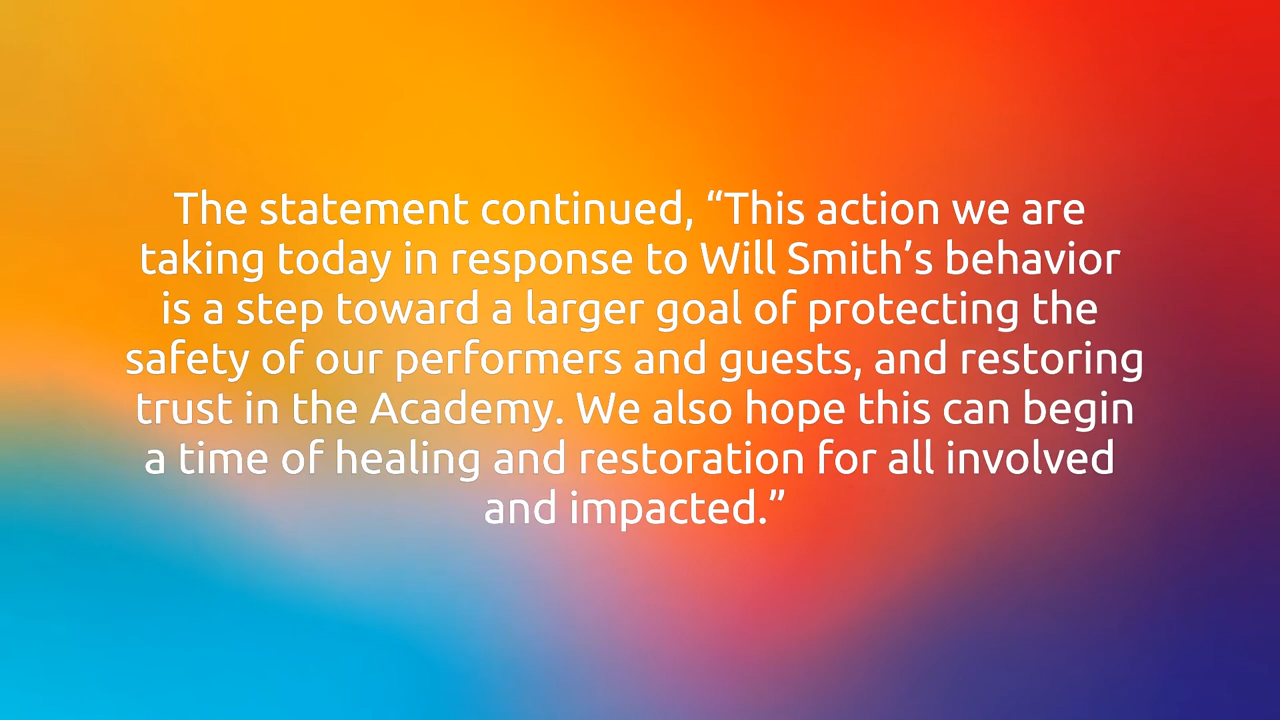 The statement continued, “This action we are
taking today in response to Will Smith’s behavior
is a step toward a larger goal of protecting the
safety of our performers and guests, and restoring
trust in the Academy. We also hope this can begin
a time of healing and restoration for all involved
and impacted.”